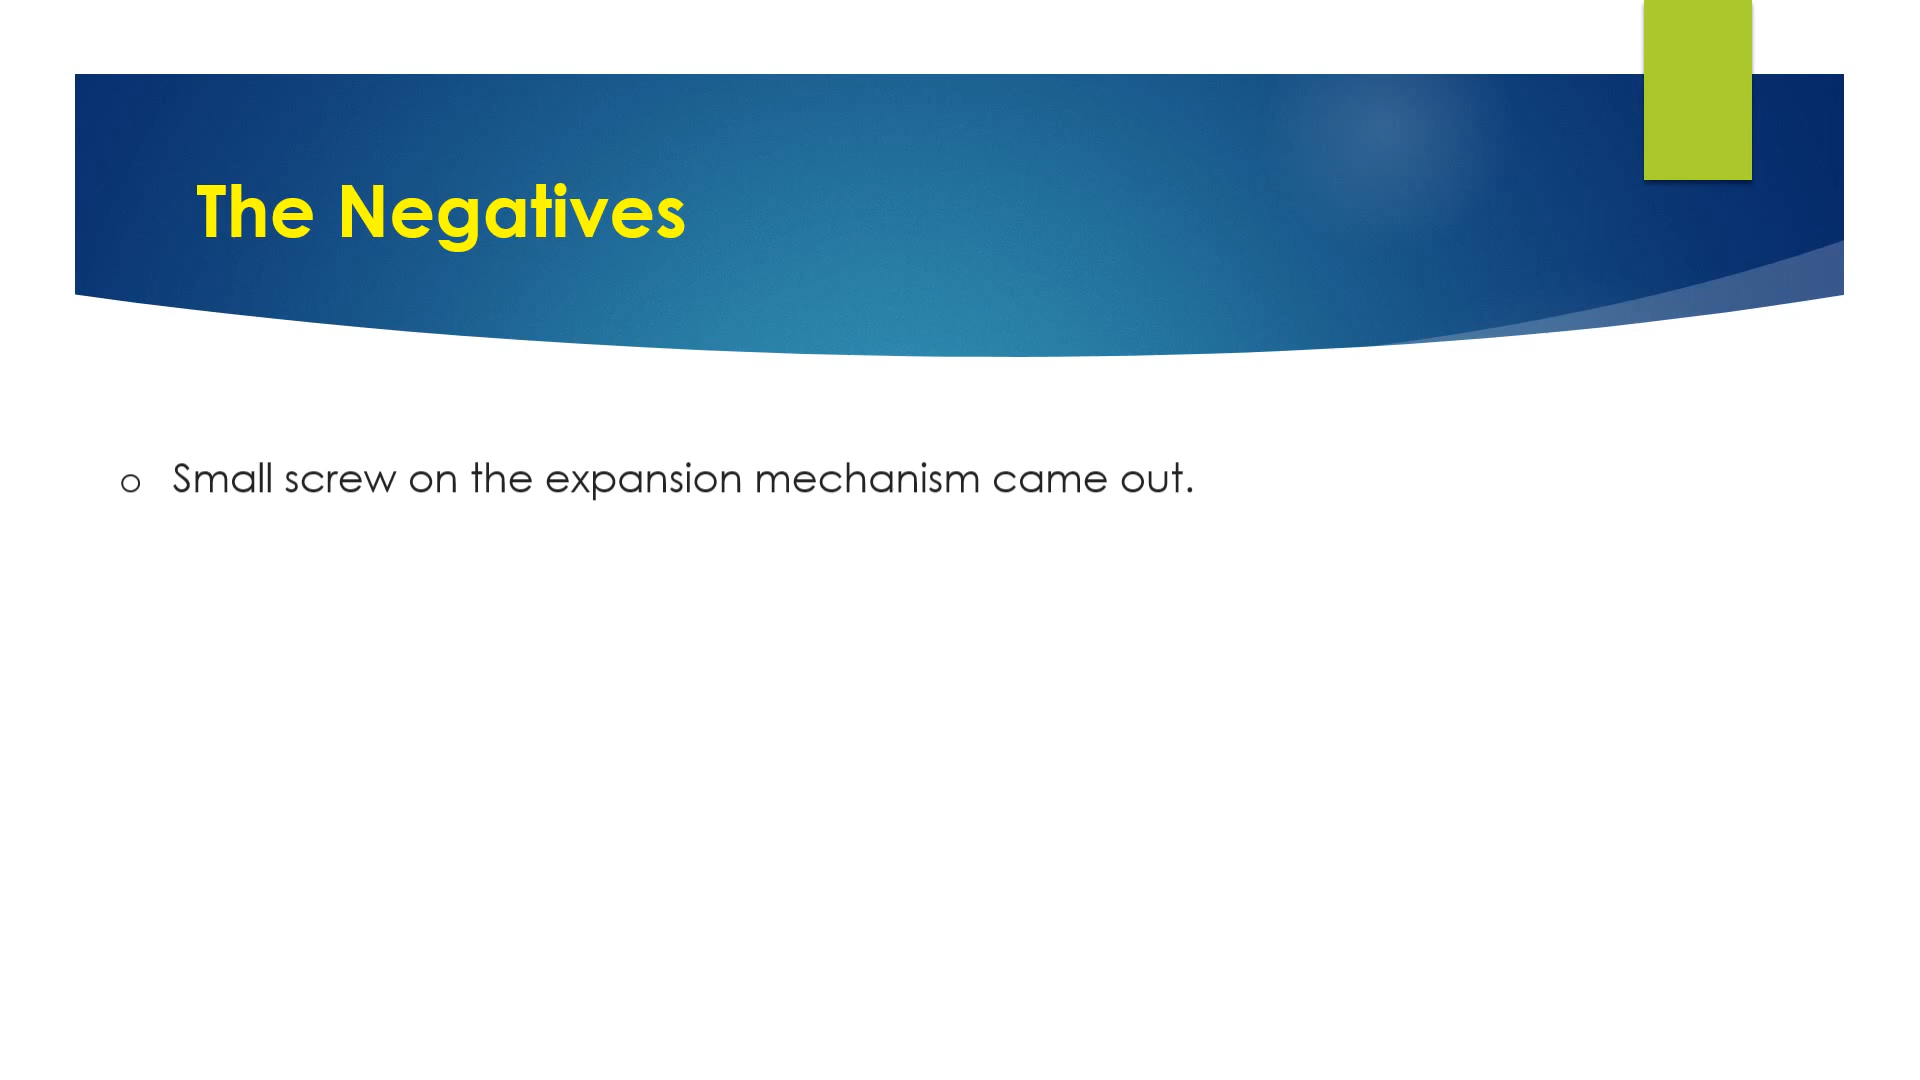 The Negatives
o Small screw on the expansion mechanism came out.